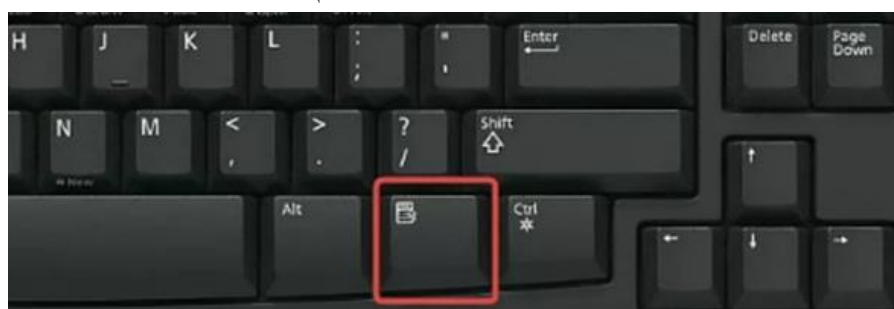 H J K L : " Enter Delete Page Down
; '
N M < > ? Shift ↑
, . /
Alt Ctrl ← ↓ →